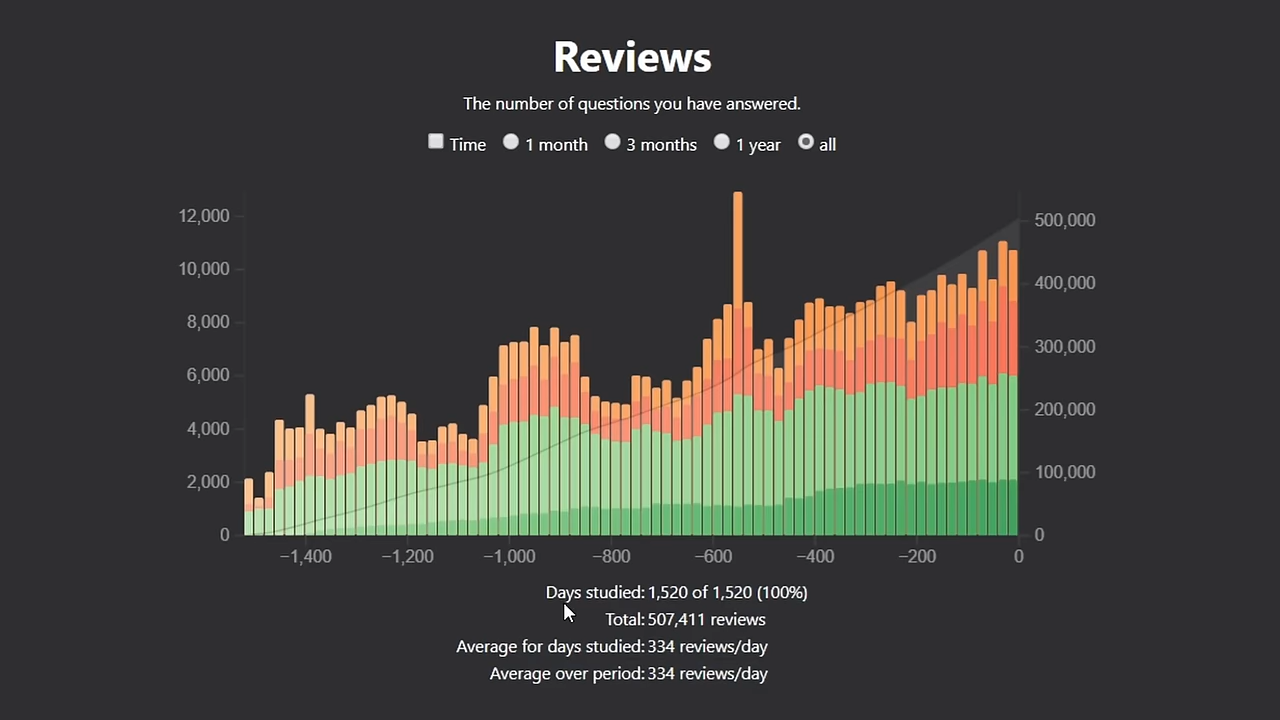 Reviews
The number of questions you have answered.
Time 1 month 3 months 1 year all
12,000
10,000
8,000
6,000
4,000
2,000
0
500,000
400,000
300,000
200,000
100,000
0
−1,400 −1,200 −1,000 −800 −600 −400 −200 0
Days studied: 1,520 of 1,520 (100%)
Total: 507,411 reviews
Average for days studied: 334 reviews/day
Average over period: 334 reviews/day